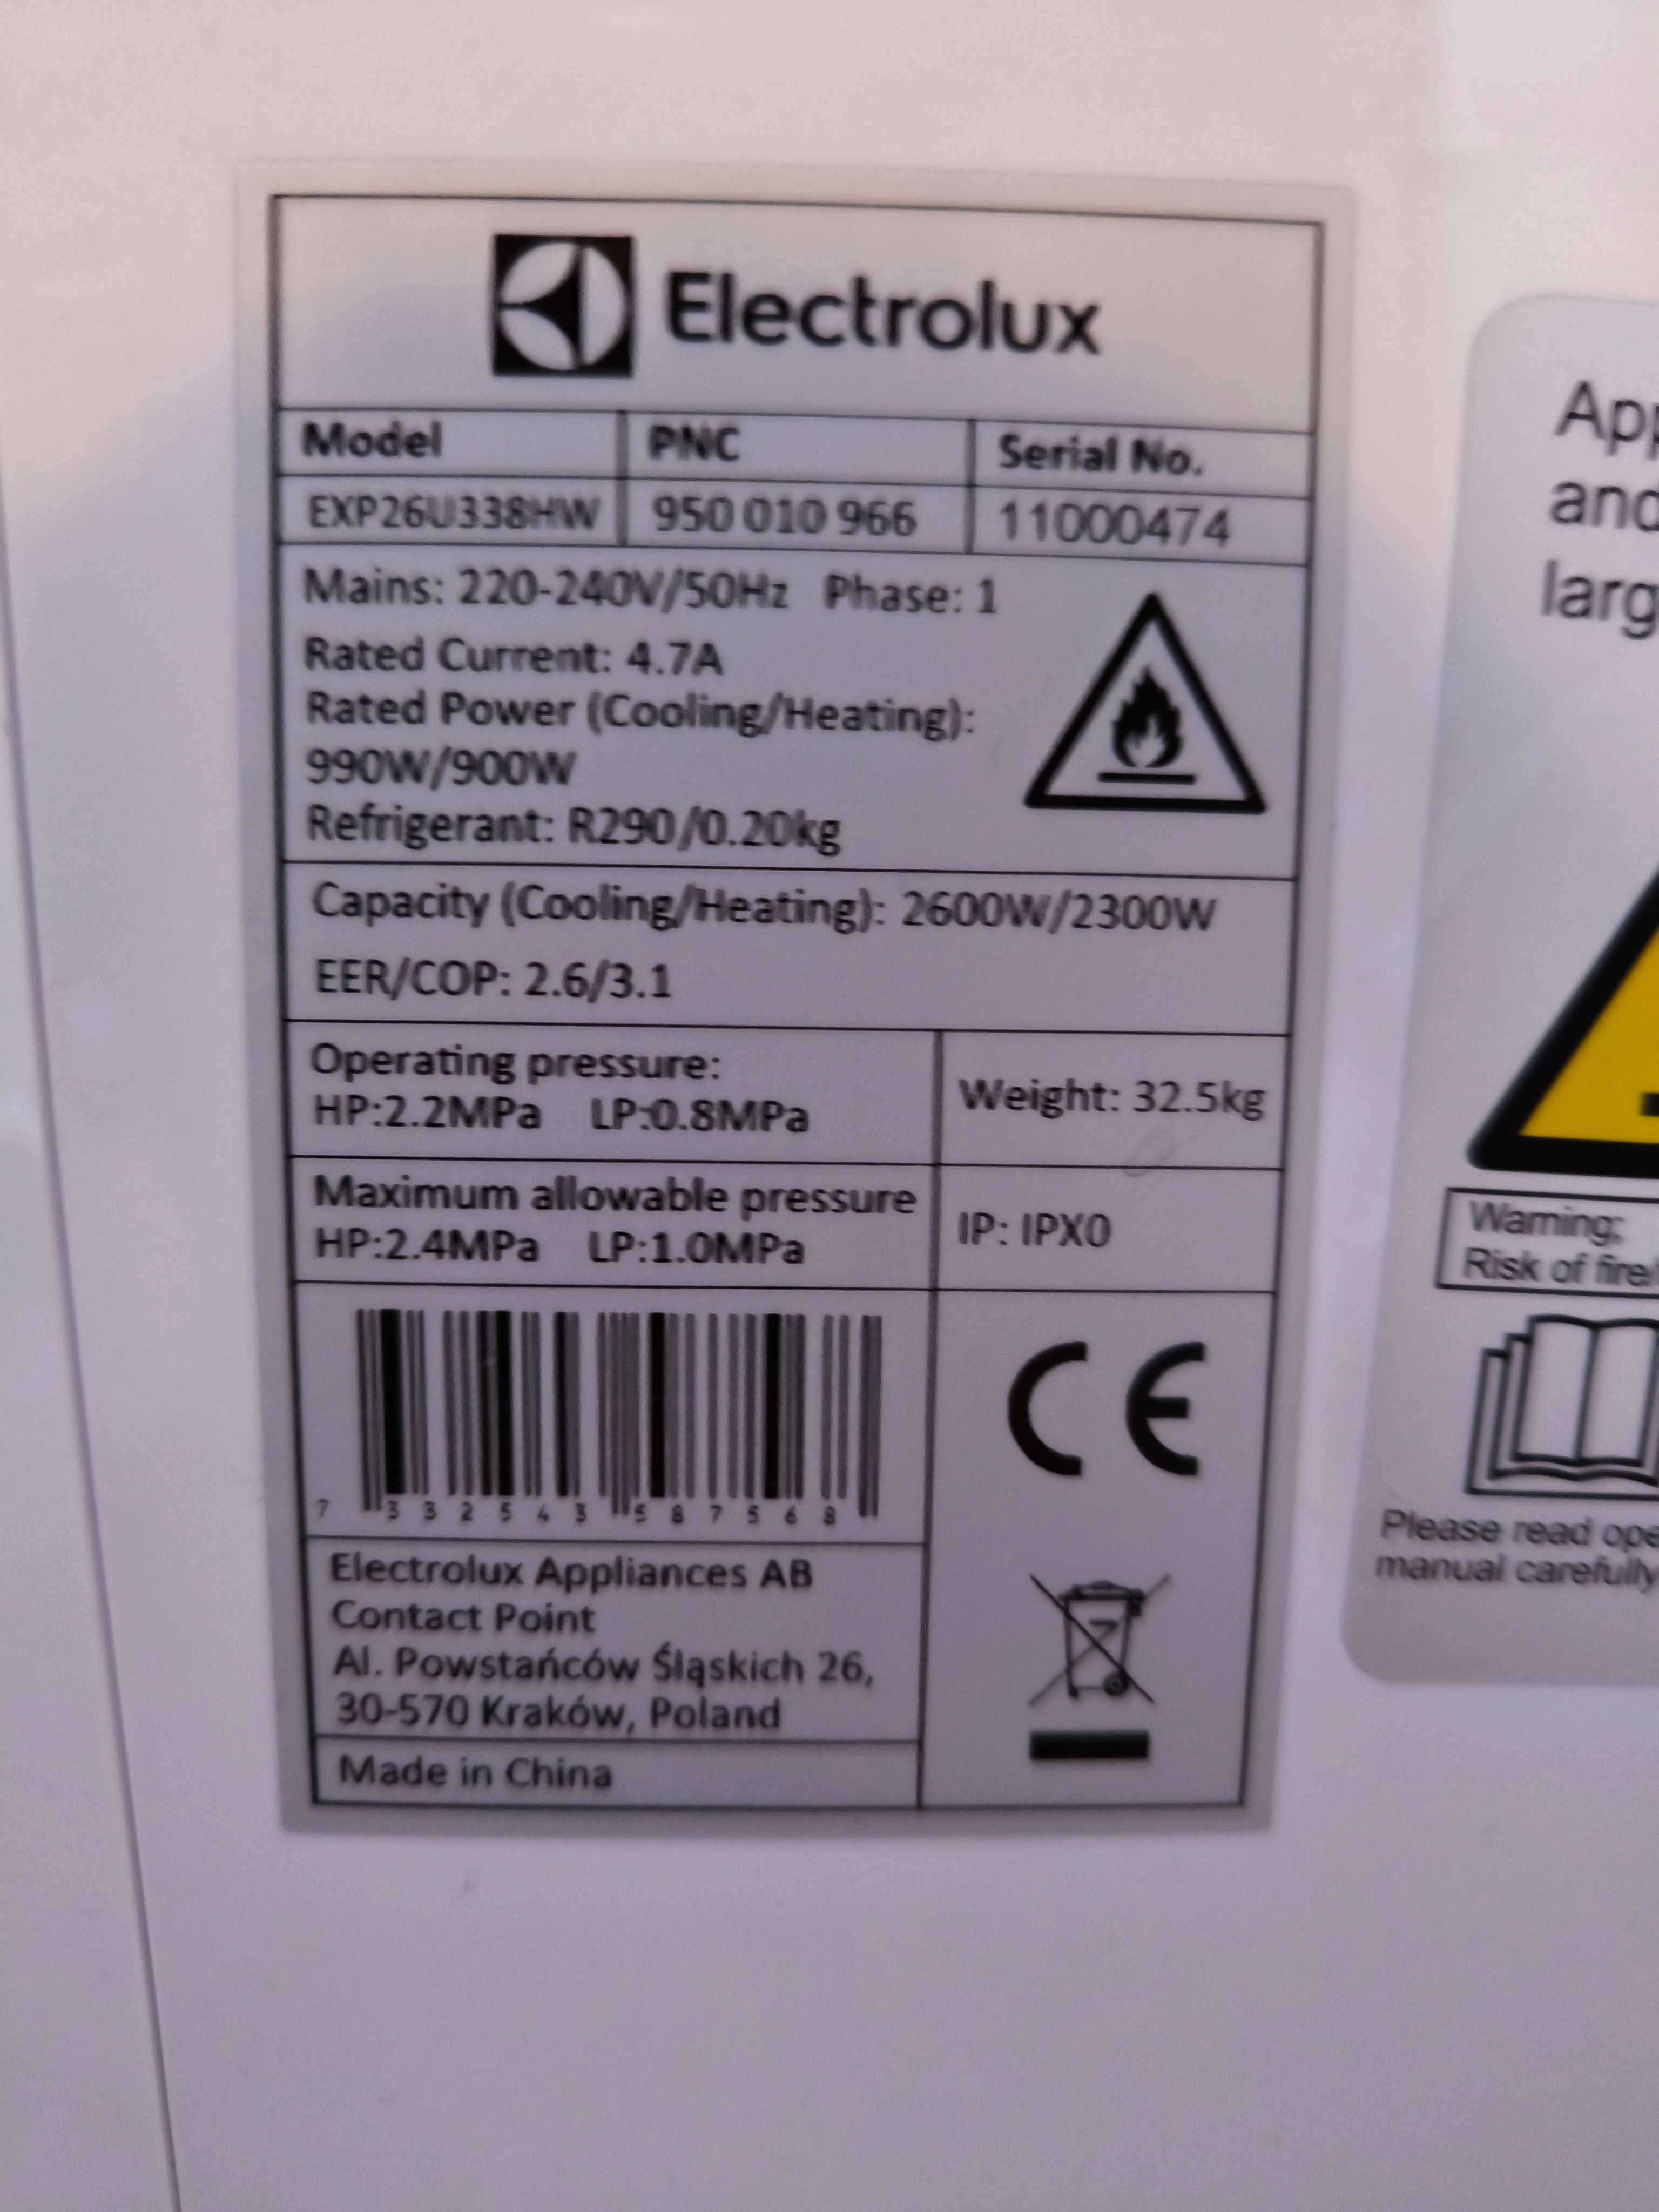 Electrolux
Model PNC Serial No.
EXP26U338HW 950 010 966 11000474
Mains: 220-240V/50Hz Phase: 1
Rated Current: 4.7A
Rated Power (Cooling/Heating):
990W/900W
Refrigerant: R290/0.20kg
Capacity (Cooling/Heating): 2600W/2300W
EER/COP: 2.6/3.1
Operating pressure:
HP:2.2MPa LP:0.8MPa
Weight: 32.5kg
Maximum allowable pressure
HP:2.4MPa LP:1.0MPa
IP: IPX0
7 332543 587568
CE
Electrolux Appliances AB
Contact Point
Al. Powstańców Śląskich 26,
30-570 Kraków, Poland
Made in China
and
Warning:
Risk of fire/
Please read
manual carefully